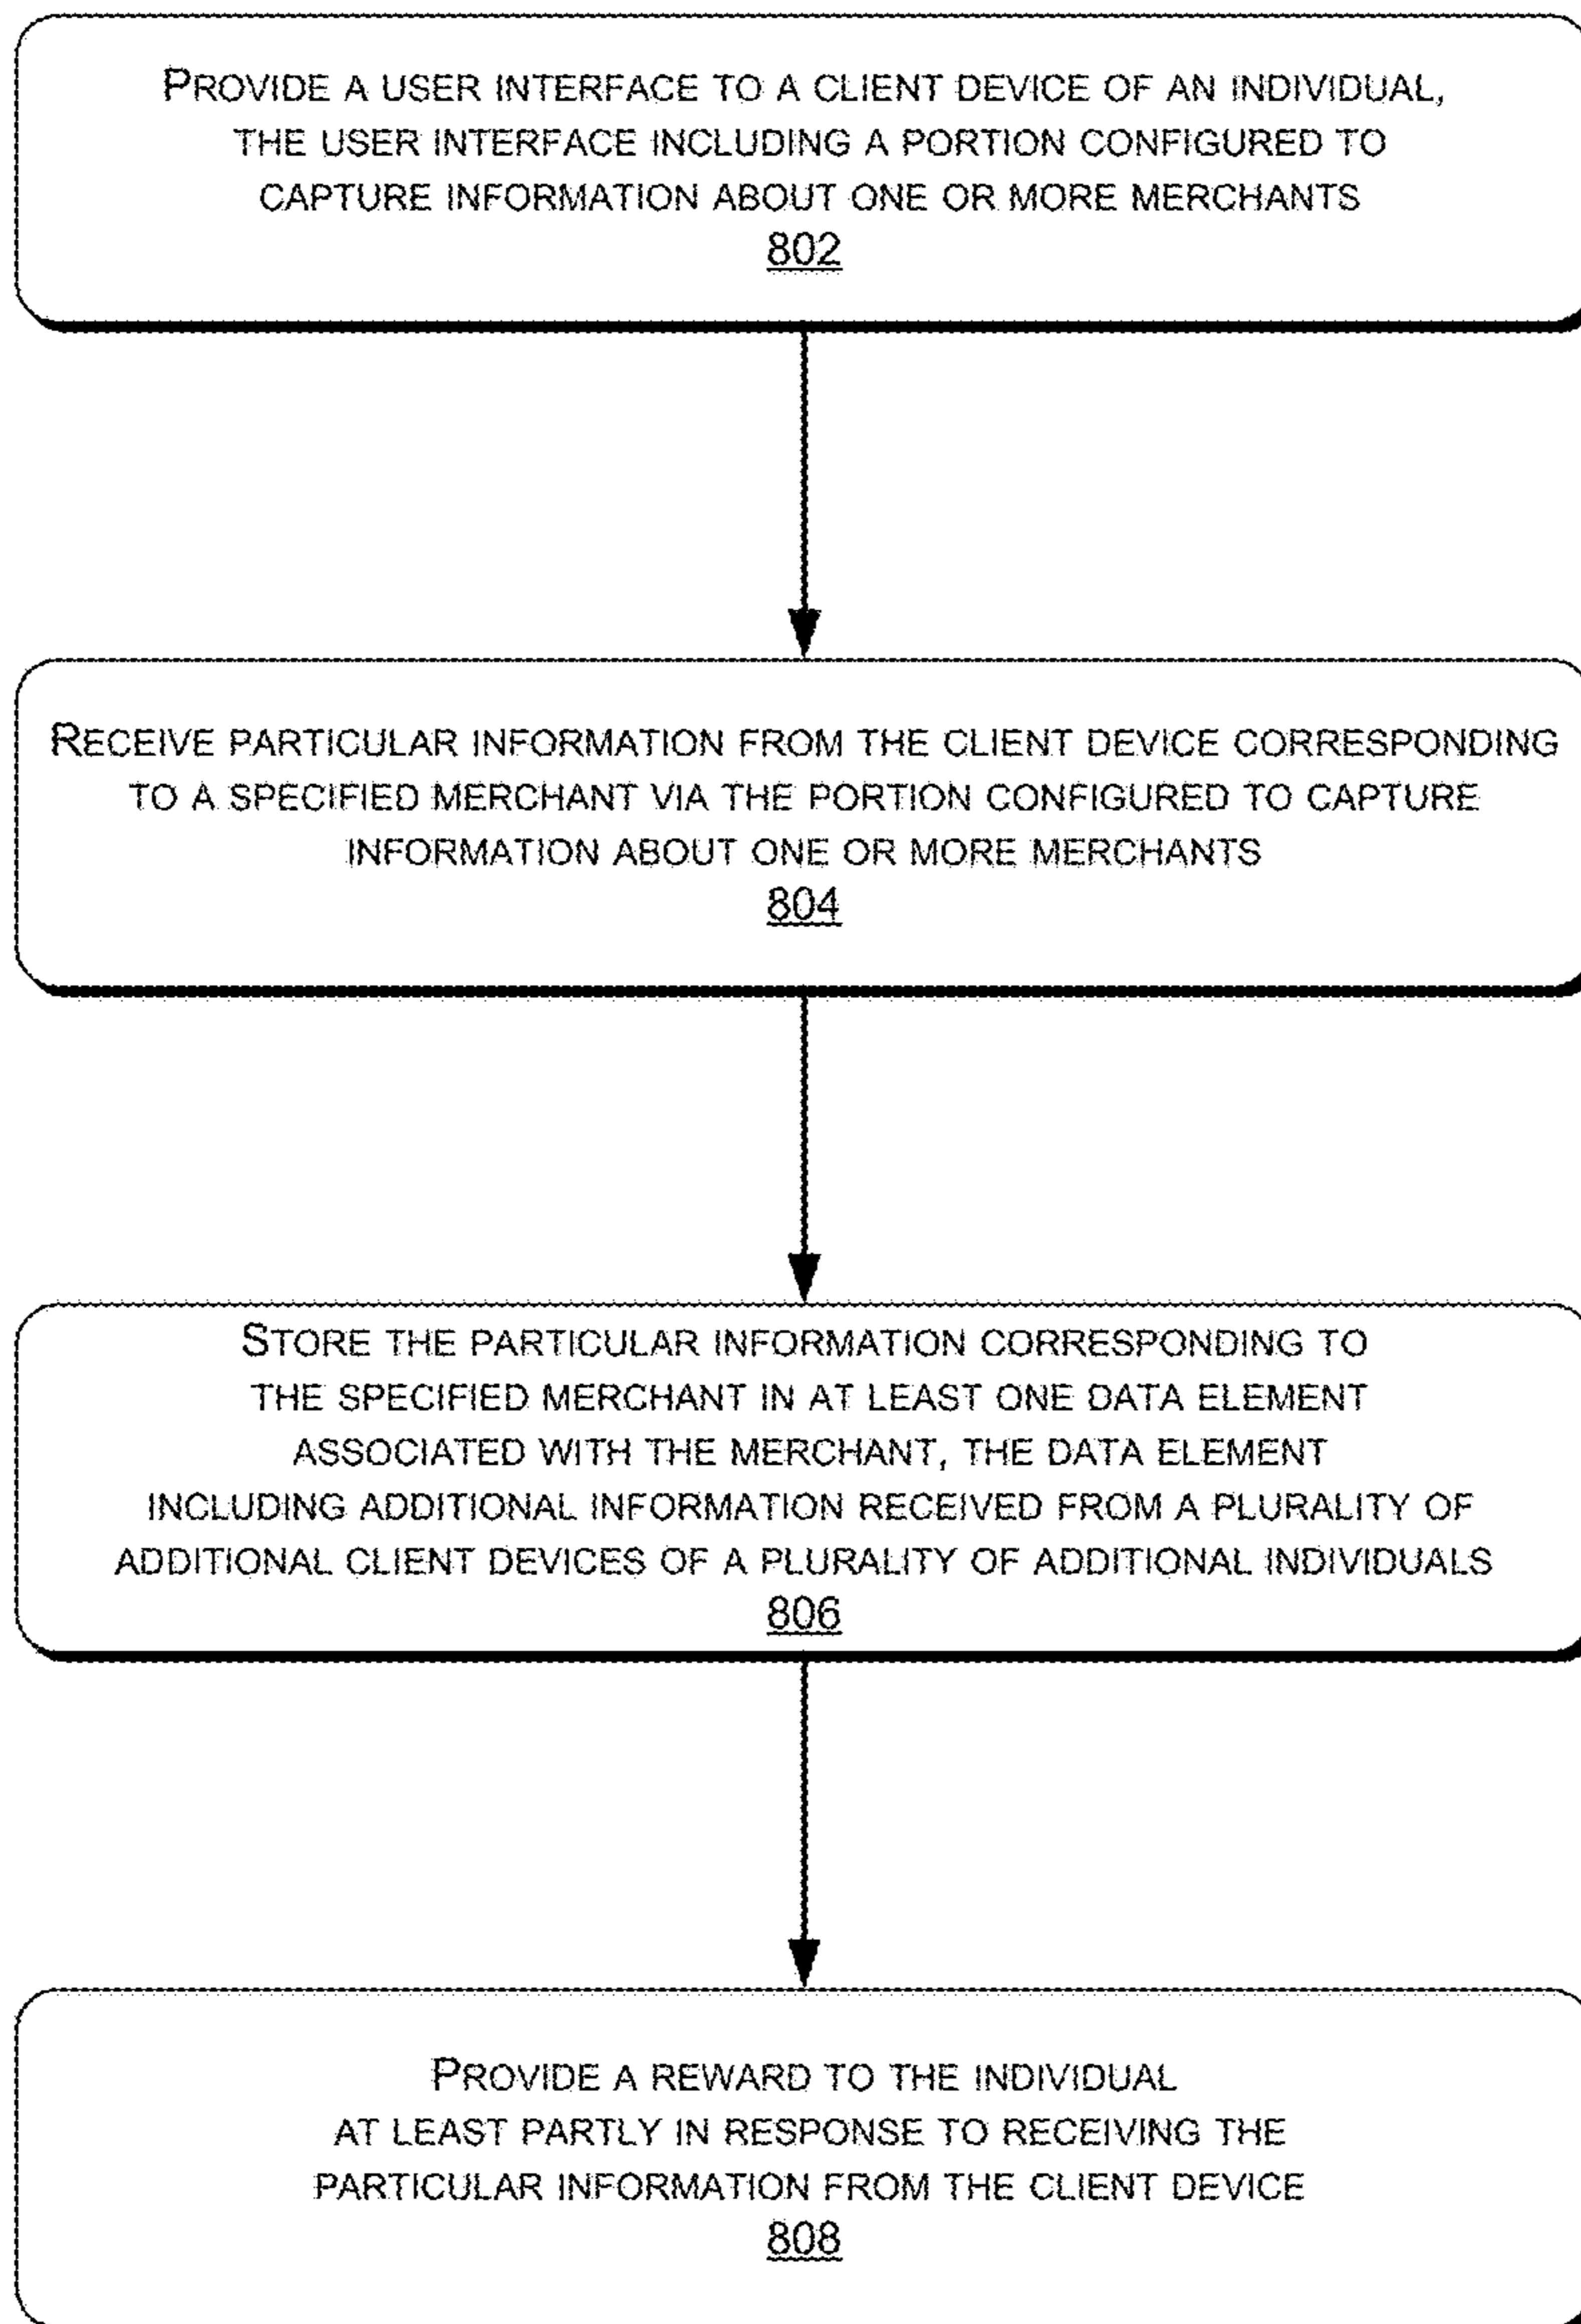 PROVIDE A USER INTERFACE TO A CLIENT DEVICE OF AN INDIVIDUAL,
THE USER INTERFACE INCLUDING A PORTION CONFIGURED TO
CAPTURE INFORMATION ABOUT ONE OR MORE MERCHANTS
802
RECEIVE PARTICULAR INFORMATION FROM THE CLIENT DEVICE CORRESPONDING
TO A SPECIFIED MERCHANT VIA THE PORTION CONFIGURED TO CAPTURE
INFORMATION ABOUT ONE OR MORE MERCHANTS
804
STORE THE PARTICULAR INFORMATION CORRESPONDING TO
THE SPECIFIED MERCHANT IN AT LEAST ONE DATA ELEMENT
ASSOCIATED WITH THE MERCHANT, THE DATA ELEMENT
INCLUDING ADDITIONAL INFORMATION RECEIVED FROM A PLURALITY OF
ADDITIONAL CLIENT DEVICES OF A PLURALITY OF ADDITIONAL INDIVIDUALS
806
PROVIDE A REWARD TO THE INDIVIDUAL
AT LEAST PARTLY IN RESPONSE TO RECEIVING THE
PARTICULAR INFORMATION FROM THE CLIENT DEVICE
808